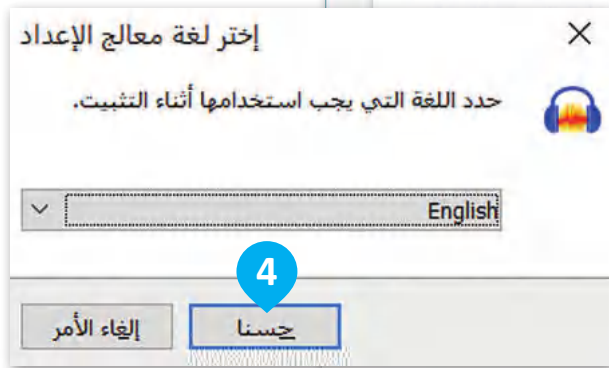 إختر لغة معالج الإعداد
حدد اللغة التي يجب استخدامها أثناء التثبيت.
English
4
حسنا
إلغاء الأمر